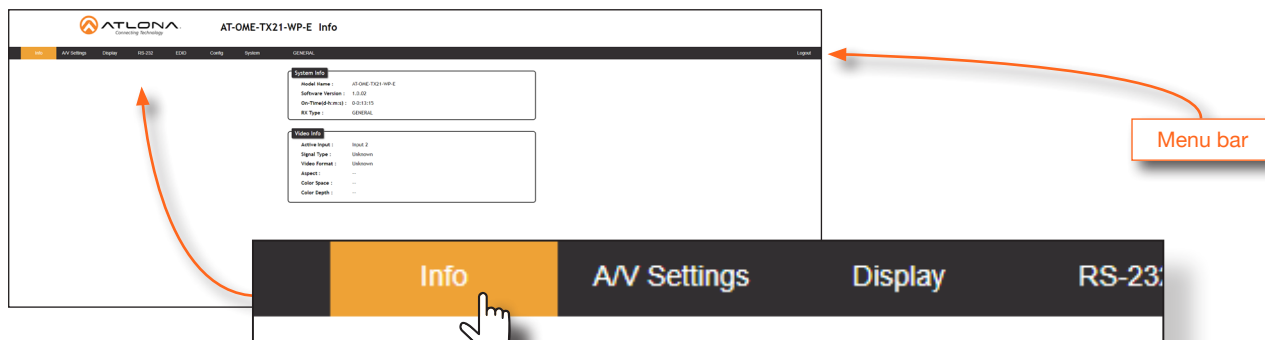 ATLONA
Connecting Technology
AT-OME-TX21-WP-E Info
Info A/V Settings Display RS-232 EDID Config System GENERAL Logout
System Info
Model Name : AT-OME-TX21-WP-E
Software Version : 1.0.02
On-Time(d-h:m:s) : 0-0:13:15
RX Type : GENERAL
Menu bar
Video Info
Active Input : Input 2
Signal Type : Unknown
Video Format : Unknown
Aspect : --
Color Space : --
Color Depth : --
Info A/V Settings Display RS-232